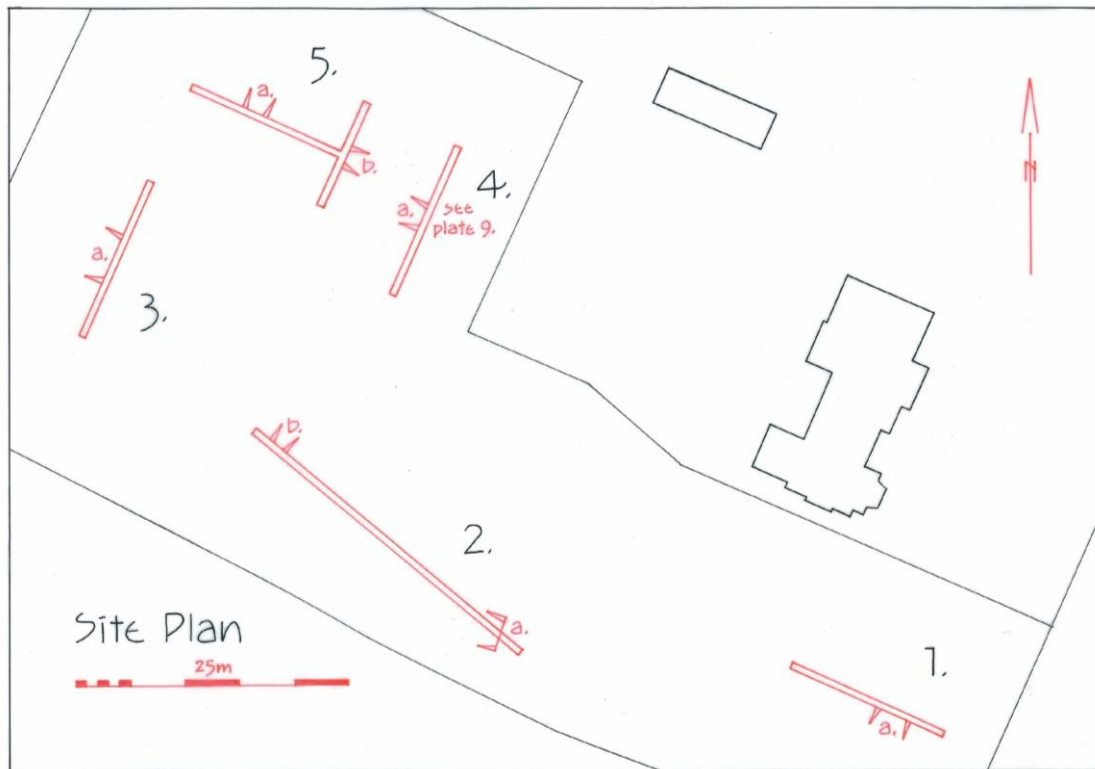 5.
a.
b.
4.
a.
see
plate 9.
N
a.
3.
b.
2.
a.
Site Plan
25m
1.
a.